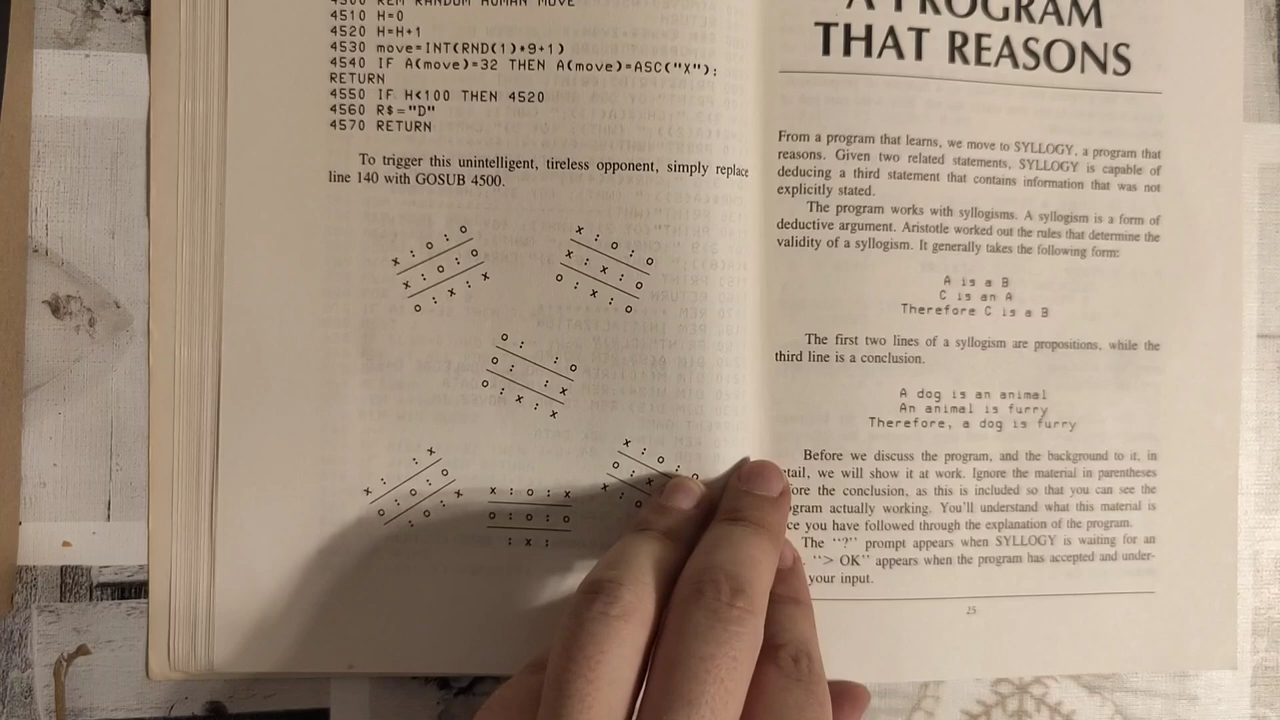 4500 REM RANDOM HUMAN MOVE
4510 H=0
4520 H=H+1
4530 move=INT(RND(1)*9+1)
4540 IF A(move)=32 THEN A(move)=ASC("X"):
RETURN
4550 IF H<100 THEN 4520
4560 R$="D"
4570 RETURN
To trigger this unintelligent, tireless opponent, simply replace
line 140 with GOSUB 4500.
x : o : o
x : o : o
o : x : x
x : o : o
x : x : o
o : x : o
o : : o
o : : x
o : x : x
x : : x
o : o : o
: o : x
x : o : x
o : o : o
: x :
x : o : o
o : x
x : o
A PROGRAM
THAT REASONS
From a program that learns, we move to SYLLOGY, a program that
reasons. Given two related statements, SYLLOGY is capable of
deducing a third statement that contains information that was not
explicitly stated.
The program works with syllogisms. A syllogism is a form of
deductive argument. Aristotle worked out the rules that determine the
validity of a syllogism. It generally takes the following form:
A is a B
C is an A
Therefore C is a B
The first two lines of a syllogism are propositions, while the
third line is a conclusion.
A dog is an animal
An animal is furry
Therefore, a dog is furry
Before we discuss the program, and the background to it, in
tail, we will show it at work. Ignore the material in parentheses
fore the conclusion, as this is included so that you can see the
gram actually working. You'll understand what this material is
ce you have followed through the explanation of the program.
The "?" prompt appears when SYLLOGY is waiting for an
. "> OK" appears when the program has accepted and under-
your input.
25